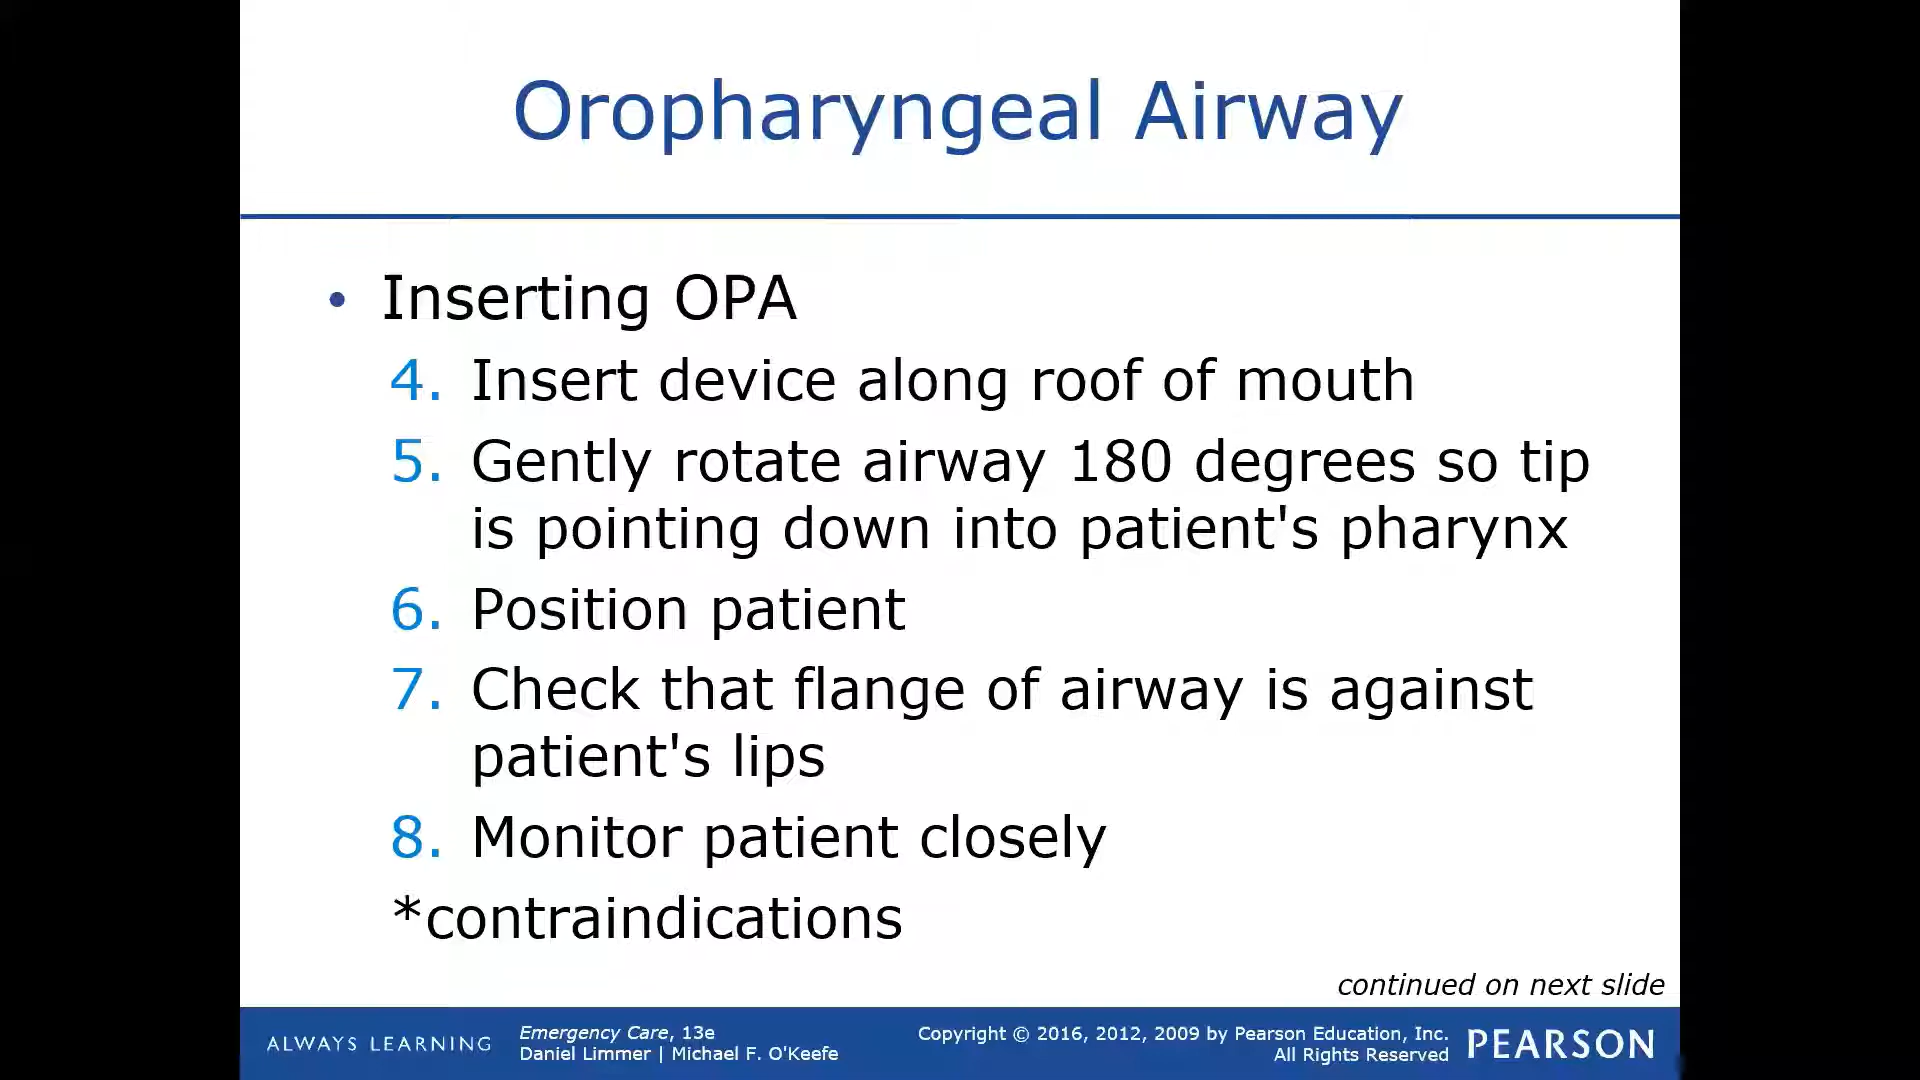 Oropharyngeal Airway
• Inserting OPA
4. Insert device along roof of mouth
5. Gently rotate airway 180 degrees so tip
is pointing down into patient's pharynx
6. Position patient
7. Check that flange of airway is against
patient's lips
8. Monitor patient closely
*contraindications
continued on next slide
ALWAYS LEARNING
Emergency Care, 13e
Daniel Limmer | Michael F. O'Keefe
Copyright © 2016, 2012, 2009 by Pearson Education, Inc.
All Rights Reserved
PEARSON